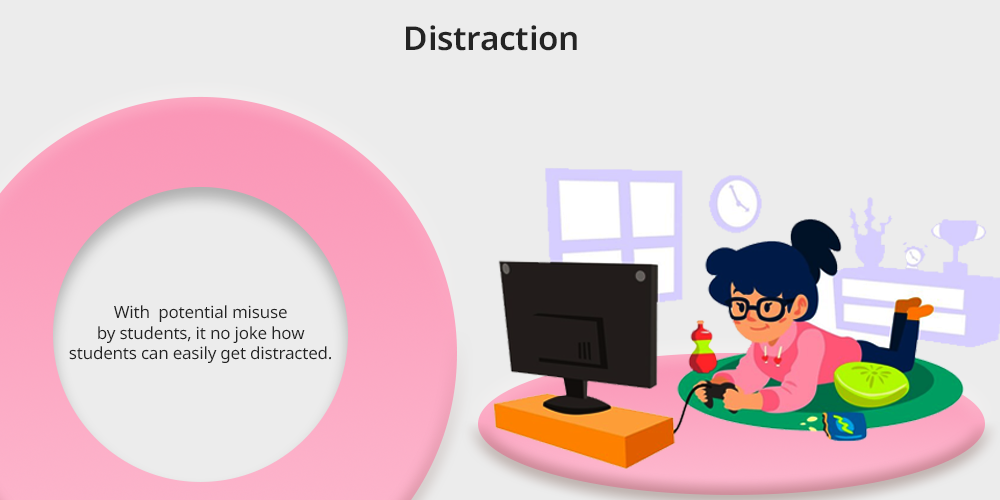 Distraction
With  potential misuse
by students, it no joke how
students can easily get distracted.